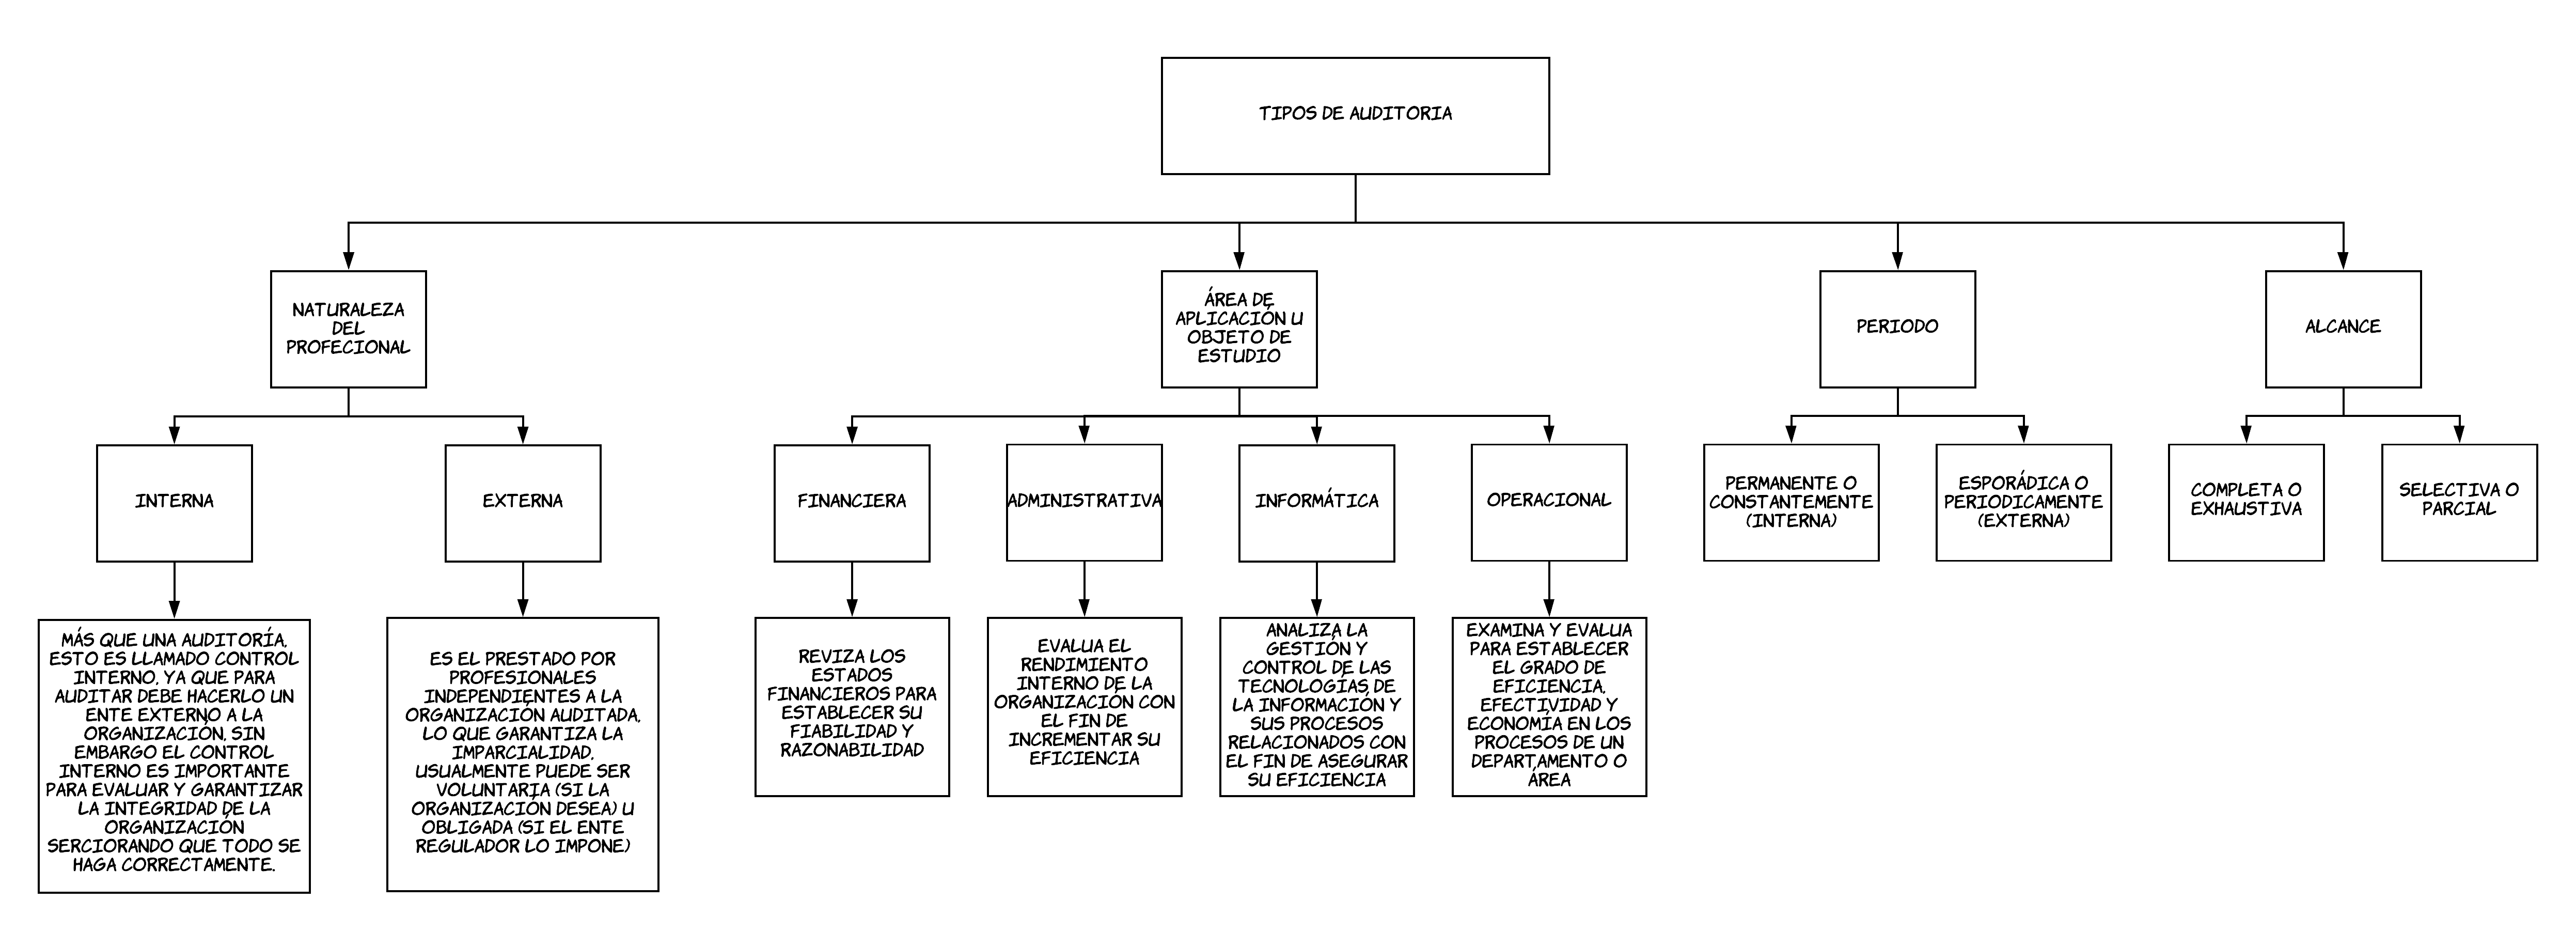 TIPOS DE AUDITORIA
NATURALEZA
DEL
PROFECIONAL
ÁREA DE
APLICACIÓN U
OBJETO DE
ESTUDIO
PERIODO
ALCANCE
INTERNA
EXTERNA
FINANCIERA
ADMINISTRATIVA
INFORMÁTICA
OPERACIONAL
PERMANENTE O
CONSTANTEMENTE
(INTERNA)
ESPORÁDICA O
PERIODICAMENTE
(EXTERNA)
COMPLETA O
EXHAUSTIVA
SELECTIVA O
PARCIAL
MÁS QUE UNA AUDITORÍA,
ESTO ES LLAMADO CONTROL
INTERNO, YA QUE PARA
AUDITAR DEBE HACERLO UN
ENTE EXTERNO A LA
ORGANIZACIÓN, SIN
EMBARGO EL CONTROL
INTERNO ES IMPORTANTE
PARA EVALUAR Y GARANTIZAR
LA INTEGRIDAD DE LA
ORGANIZACIÓN
SERCIORANDO QUE TODO SE
HAGA CORRECTAMENTE.
ES EL PRESTADO POR
PROFESIONALES
INDEPENDIENTES A LA
ORGANIZACIÓN AUDITADA,
LO QUE GARANTIZA LA
IMPARCIALIDAD,
USUALMENTE PUEDE SER
VOLUNTARIA (SI LA
ORGANIZACIÓN DESEA) U
OBLIGADA (SI EL ENTE
REGULADOR LO IMPONE)
REVIZA LOS
ESTADOS
FINANCIEROS PARA
ESTABLECER SU
FIABILIDAD Y
RAZONABILIDAD
EVALUA EL
RENDIMIENTO
INTERNO DE LA
ORGANIZACIÓN CON
EL FIN DE
INCREMENTAR SU
EFICIENCIA
ANALIZA LA
GESTIÓN Y
CONTROL DE LAS
TECNOLOGÍAS DE
LA INFORMACIÓN Y
SUS PROCESOS
RELACIONADOS CON
EL FIN DE ASEGURAR
SU EFICIENCIA
EXAMINA Y EVALUA
PARA ESTABLECER
EL GRADO DE
EFICIENCIA,
EFECTIVIDAD Y
ECONOMÍA EN LOS
PROCESOS DE UN
DEPARTAMENTO O
ÁREA